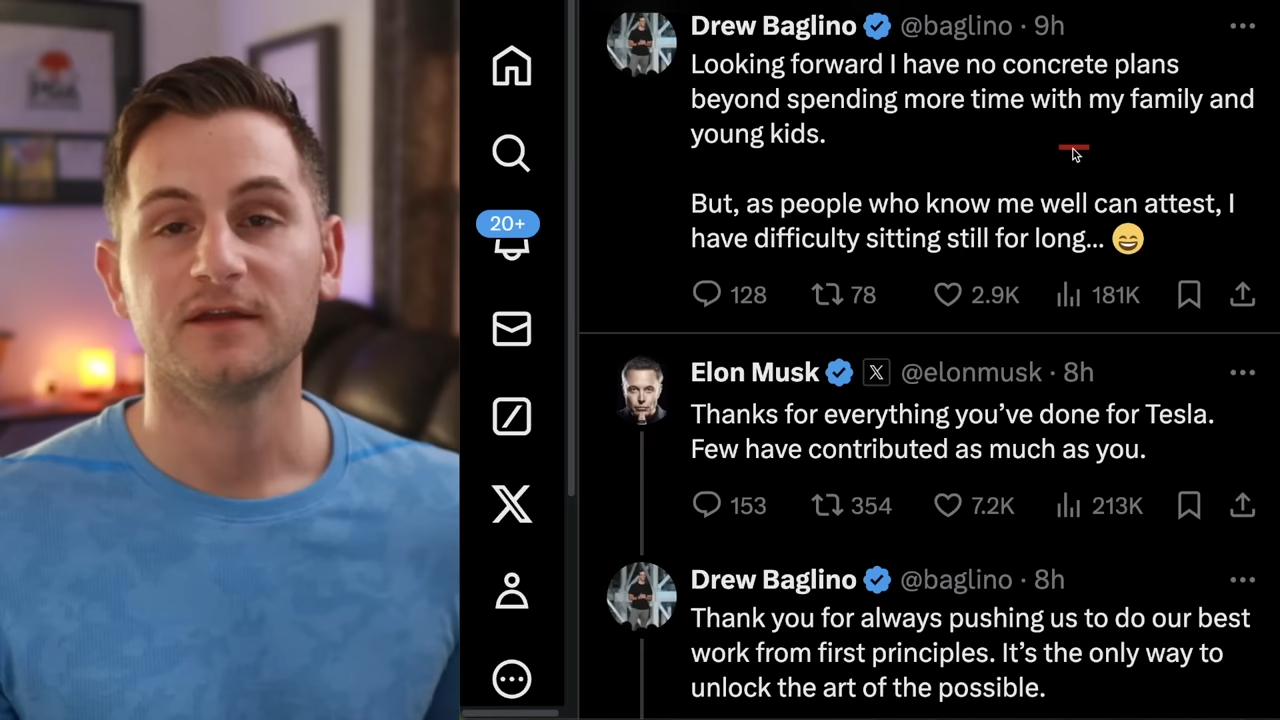 Drew Baglino @baglino · 9h
Looking forward I have no concrete plans
beyond spending more time with my family and
young kids.
But, as people who know me well can attest, I
have difficulty sitting still for long... 😄
128 78 2.9K 181K
20+
Elon Musk X @elonmusk · 8h
Thanks for everything you’ve done for Tesla.
Few have contributed as much as you.
153 354 7.2K 213K
Drew Baglino @baglino · 8h
Thank you for always pushing us to do our best
work from first principles. It’s the only way to
unlock the art of the possible.